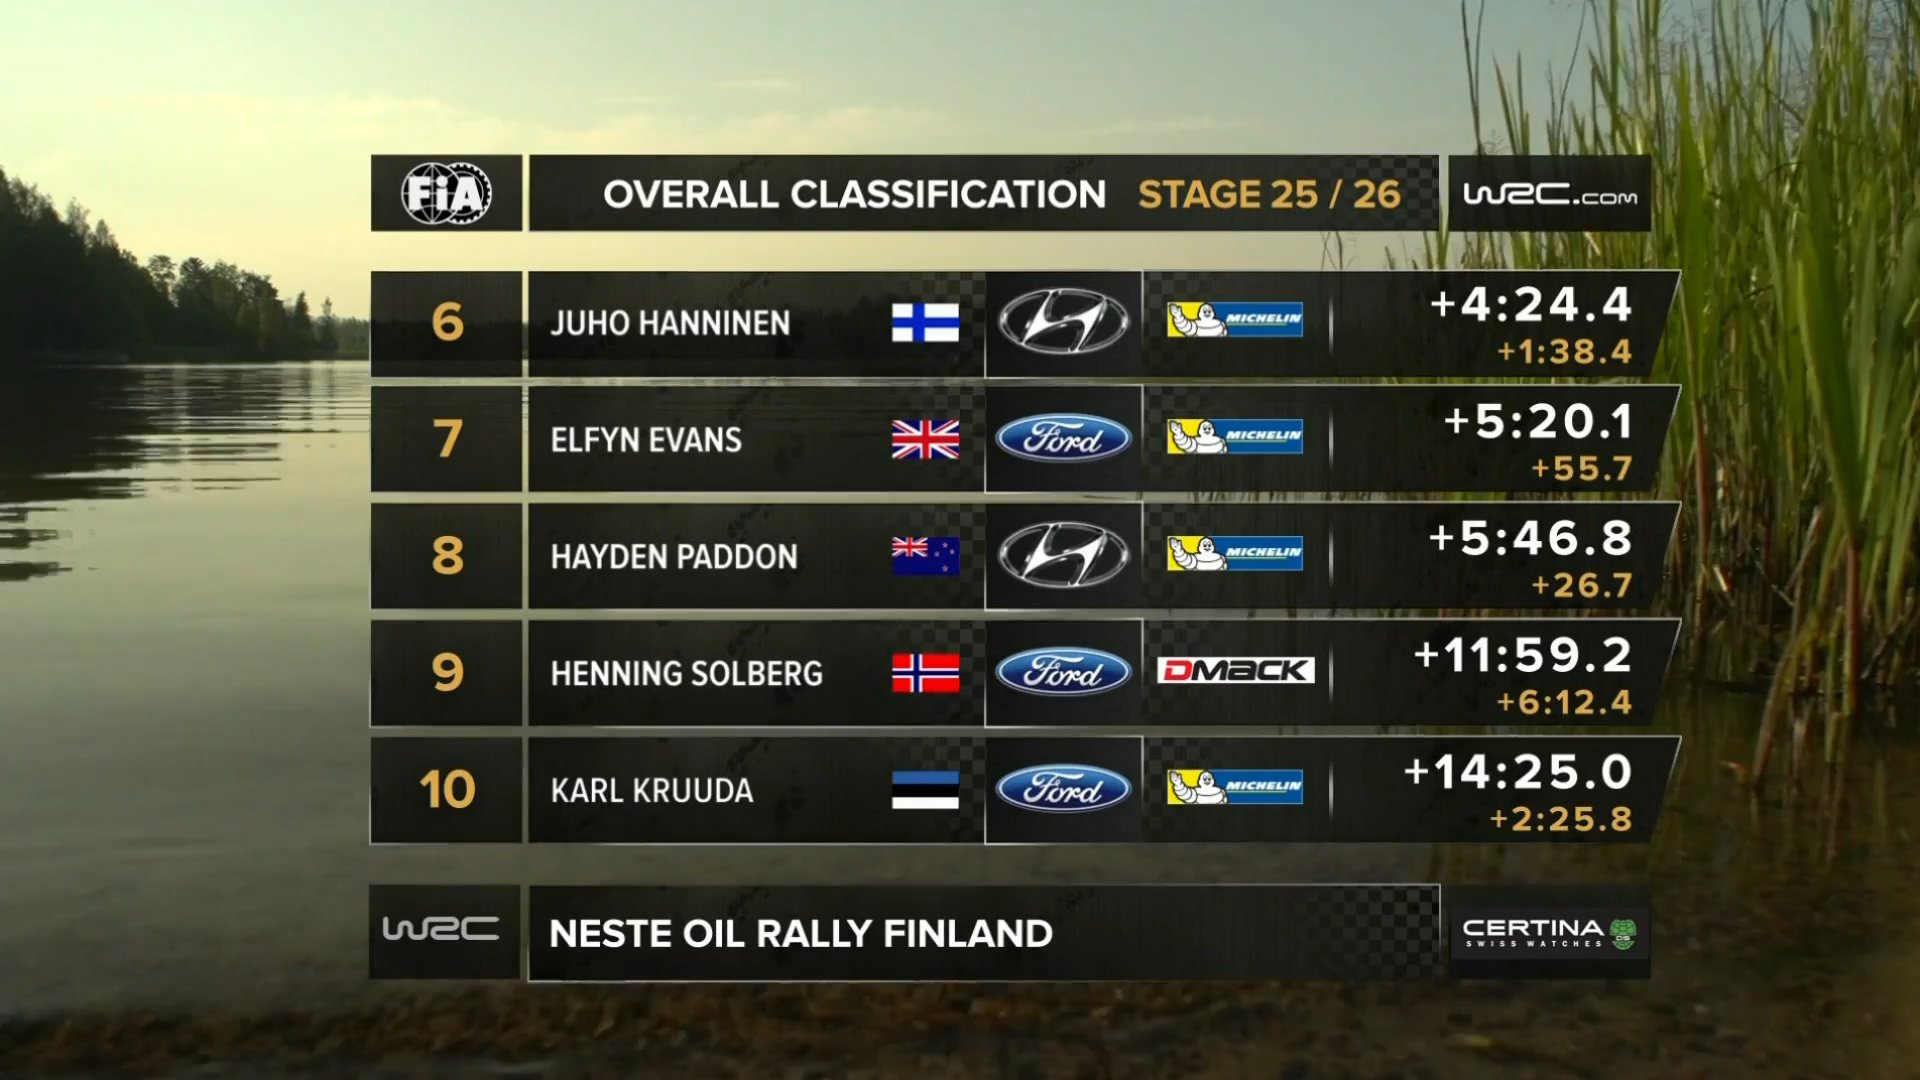 FiA OVERALL CLASSIFICATION STAGE 25 / 26 WRC.COM
6 JUHO HANNINEN MICHELIN +4:24.4
+1:38.4
7 ELFYN EVANS Ford MICHELIN +5:20.1
+55.7
8 HAYDEN PADDON MICHELIN +5:46.8
+26.7
9 HENNING SOLBERG Ford DMACK +11:59.2
+6:12.4
10 KARL KRUUDA Ford MICHELIN +14:25.0
+2:25.8
WRC NESTE OIL RALLY FINLAND CERTINA DS
SWISS WATCHES